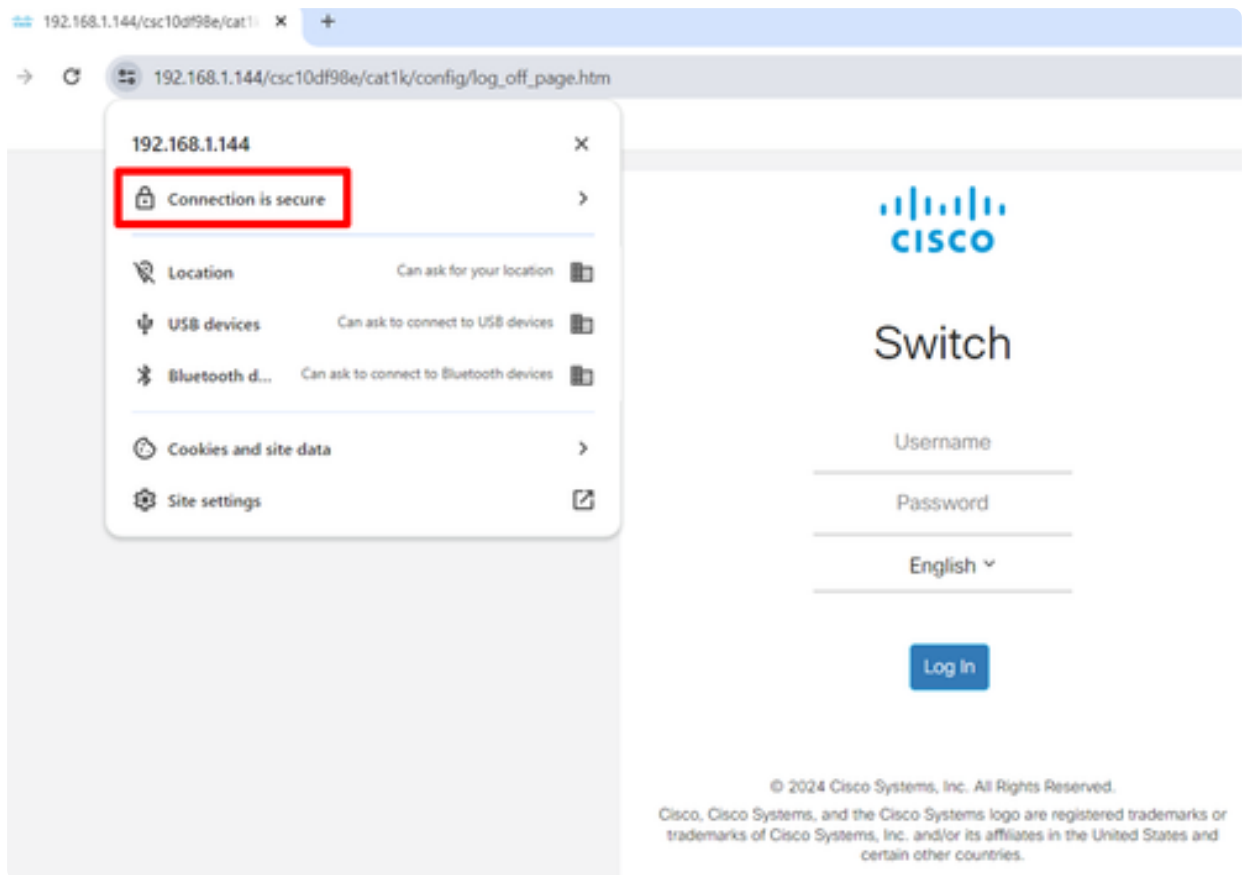 192.168.1.144/csc10df98e/cat1
192.168.1.144/csc10df98e/cat1k/config/log_off_page.htm
192.168.1.144
Connection is secure
Location Can ask for your location
USB devices Can ask to connect to USB devices
Bluetooth d... Can ask to connect to Bluetooth devices
Cookies and site data
Site settings
CISCO
Switch
Username
Password
English
Log In
© 2024 Cisco Systems, Inc. All Rights Reserved.
Cisco, Cisco Systems, and the Cisco Systems logo are registered trademarks or
trademarks of Cisco Systems, Inc. and/or its affiliates in the United States and
certain other countries.